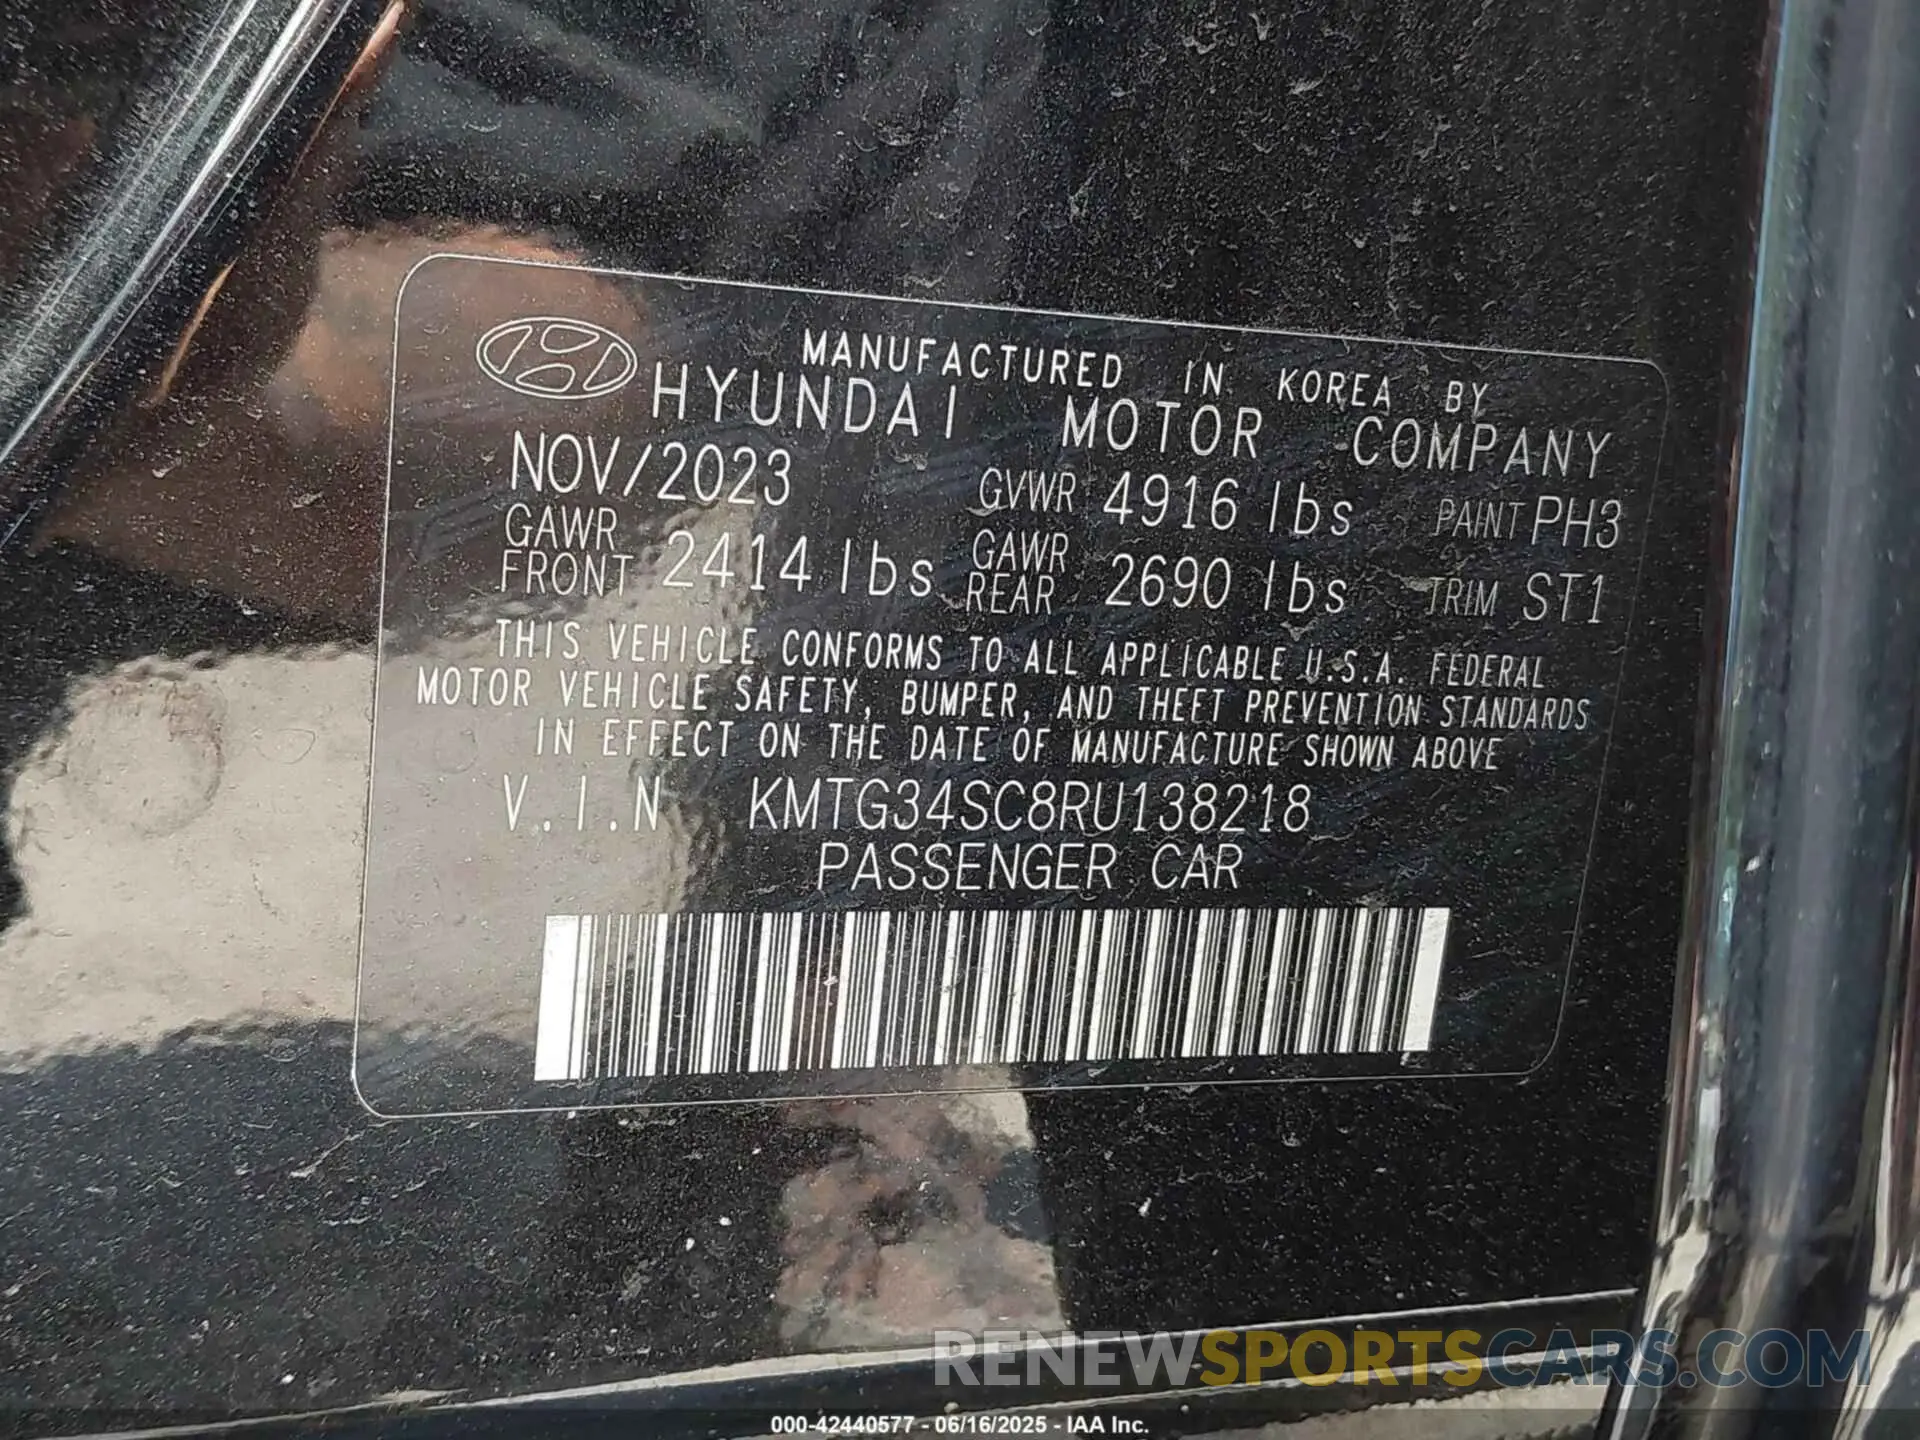 MANUFACTURED IN KOREA BY
HYUNDAI MOTOR COMPANY
NOV/2023 GVWR 4916 lbs PAINT PH3
GAWR FRONT 2414 lbs GAWR REAR 2690 lbs TRIM ST1
THIS VEHICLE CONFORMS TO ALL APPLICABLE U.S.A. FEDERAL
MOTOR VEHICLE SAFETY, BUMPER, AND THEFT PREVENTION STANDARDS
IN EFFECT ON THE DATE OF MANUFACTURE SHOWN ABOVE
V.I.N KMTG34SC8RU138218
PASSENGER CAR
RENEWSPORTSCARS.COM
000-42440577 - 06/16/2025 - IAA Inc.